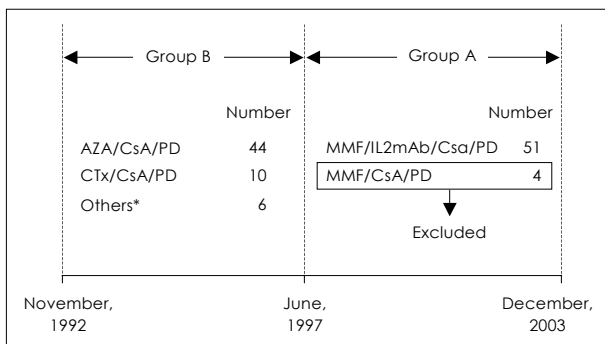 Group B Group A
Number Number
AZA/CsA/PD 44 MMF/IL2mAb/Csa/PD 51
CTx/CsA/PD 10 MMF/CsA/PD 4
Others* 6
Excluded
November, June, December,
1992 1997 2003